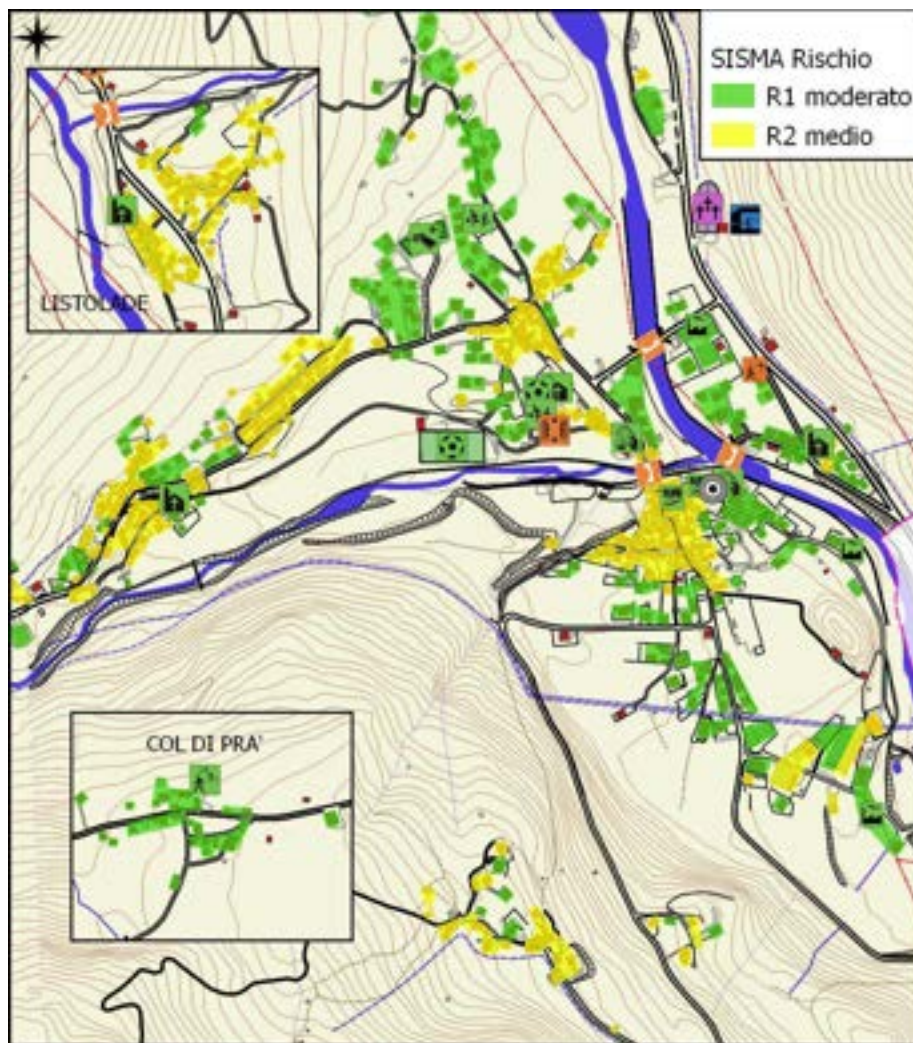 SISMA Rischio
R1 moderato
R2 medio
LISTOLADE
COL DI PRA'